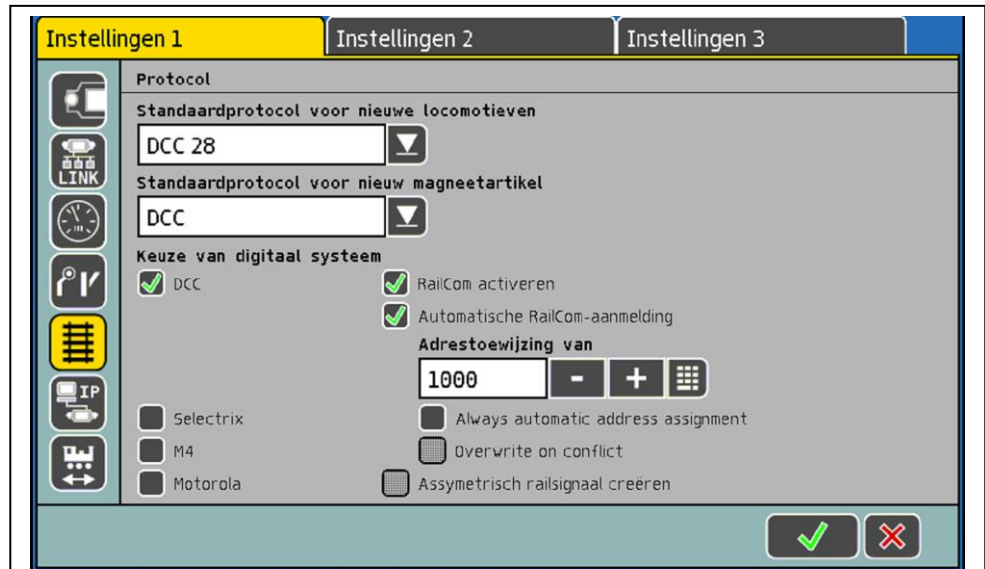 Instellingen 1
Instellingen 2
Instellingen 3
Protocol
Standaardprotocol voor nieuwe locomotieven
DCC 28
Standaardprotocol voor nieuw magneetartikel
DCC
Keuze van digitaal systeem
DCC
RailCom activeren
Automatische RailCom-aanmelding
Adrestoewijzing van
1000
- +
Selectrix
Always automatic address assignment
M4
Overwrite on conflict
Motorola
Assymetrisch railsignaal creëren
LINK
IP